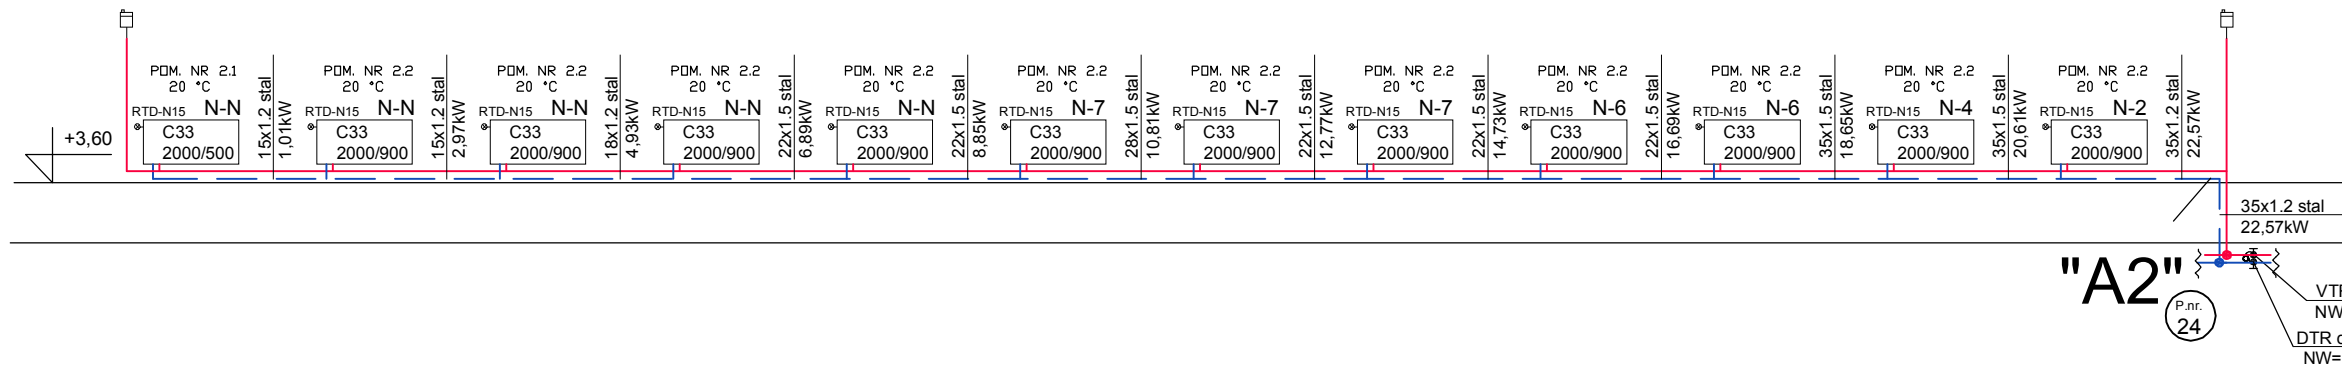 +3,60
POM. NR 2.1
20 °C
RTD-N15 N-N
C33
2000/500
15x1.2 stal
1,01kW
POM. NR 2.2
20 °C
RTD-N15 N-N
C33
2000/900
15x1.2 stal
2,97kW
POM. NR 2.2
20 °C
RTD-N15 N-N
C33
2000/900
18x1.2 stal
4,93kW
POM. NR 2.2
20 °C
RTD-N15 N-N
C33
2000/900
22x1.5 stal
6,89kW
POM. NR 2.2
20 °C
RTD-N15 N-N
C33
2000/900
22x1.5 stal
8,85kW
POM. NR 2.2
20 °C
RTD-N15 N-7
C33
2000/900
28x1.5 stal
10,81kW
POM. NR 2.2
20 °C
RTD-N15 N-7
C33
2000/900
22x1.5 stal
12,77kW
POM. NR 2.2
20 °C
RTD-N15 N-7
C33
2000/900
22x1.5 stal
14,73kW
POM. NR 2.2
20 °C
RTD-N15 N-6
C33
2000/900
22x1.5 stal
16,69kW
POM. NR 2.2
20 °C
RTD-N15 N-6
C33
2000/900
35x1.5 stal
18,65kW
POM. NR 2.2
20 °C
RTD-N15 N-4
C33
2000/900
35x1.5 stal
20,61kW
POM. NR 2.2
20 °C
RTD-N15 N-2
C33
2000/900
35x1.2 stal
22,57kW
35x1.2 stal
22,57kW
"A2"
P.nr.
24
NW
DTR
NW=